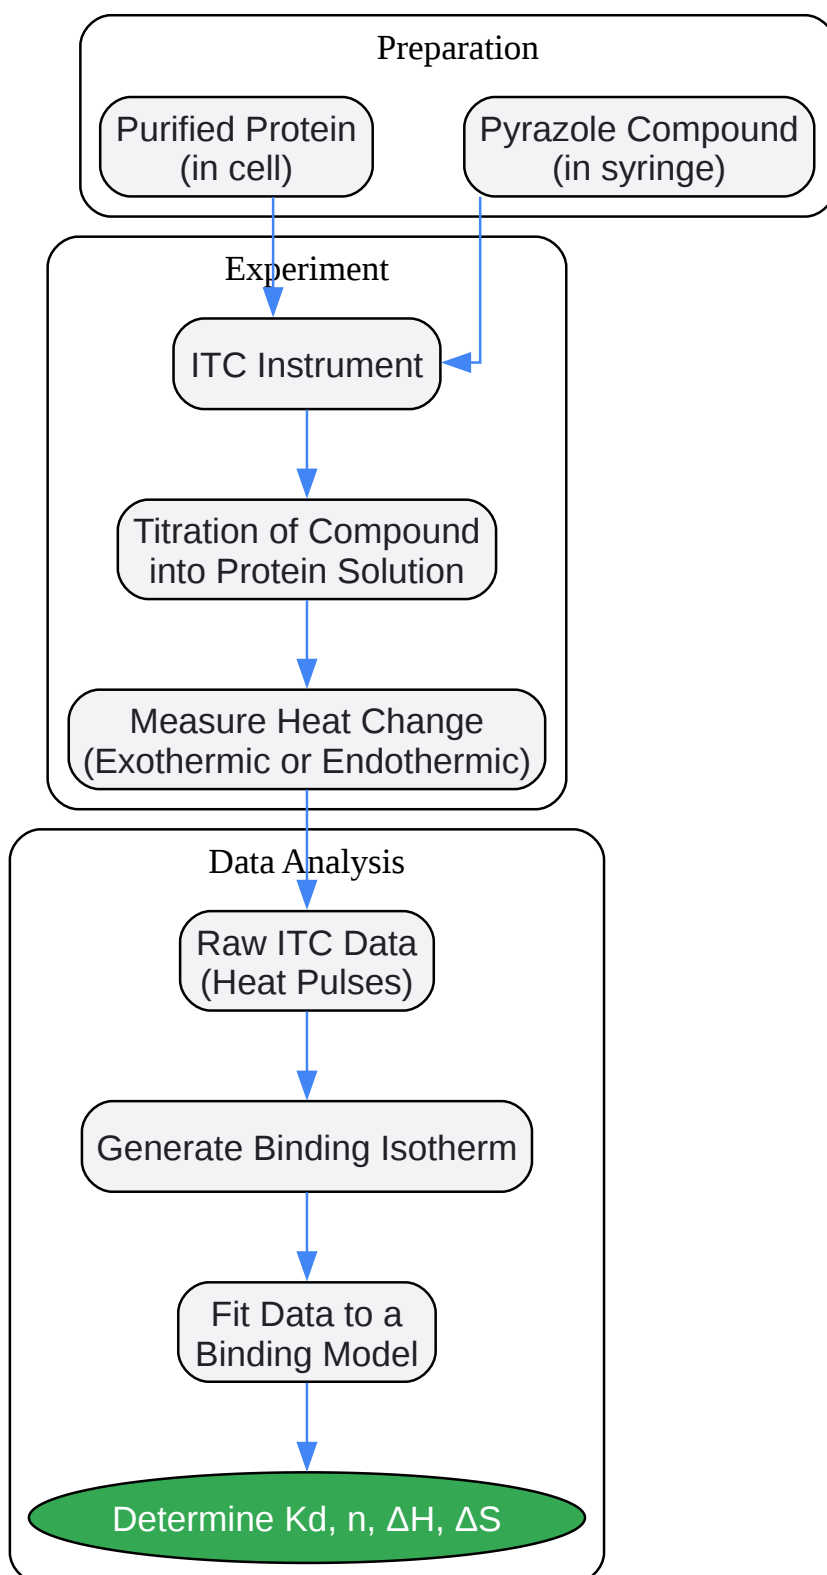 Preparation
Purified Protein
(in cell)
Pyrazole Compound
(in syringe)
Experiment
ITC Instrument
Titration of Compound
into Protein Solution
Measure Heat Change
(Exothermic or Endothermic)
Data Analysis
Raw ITC Data
(Heat Pulses)
Generate Binding Isotherm
Fit Data to a
Binding Model
Determine Kd, n, ΔH, ΔS